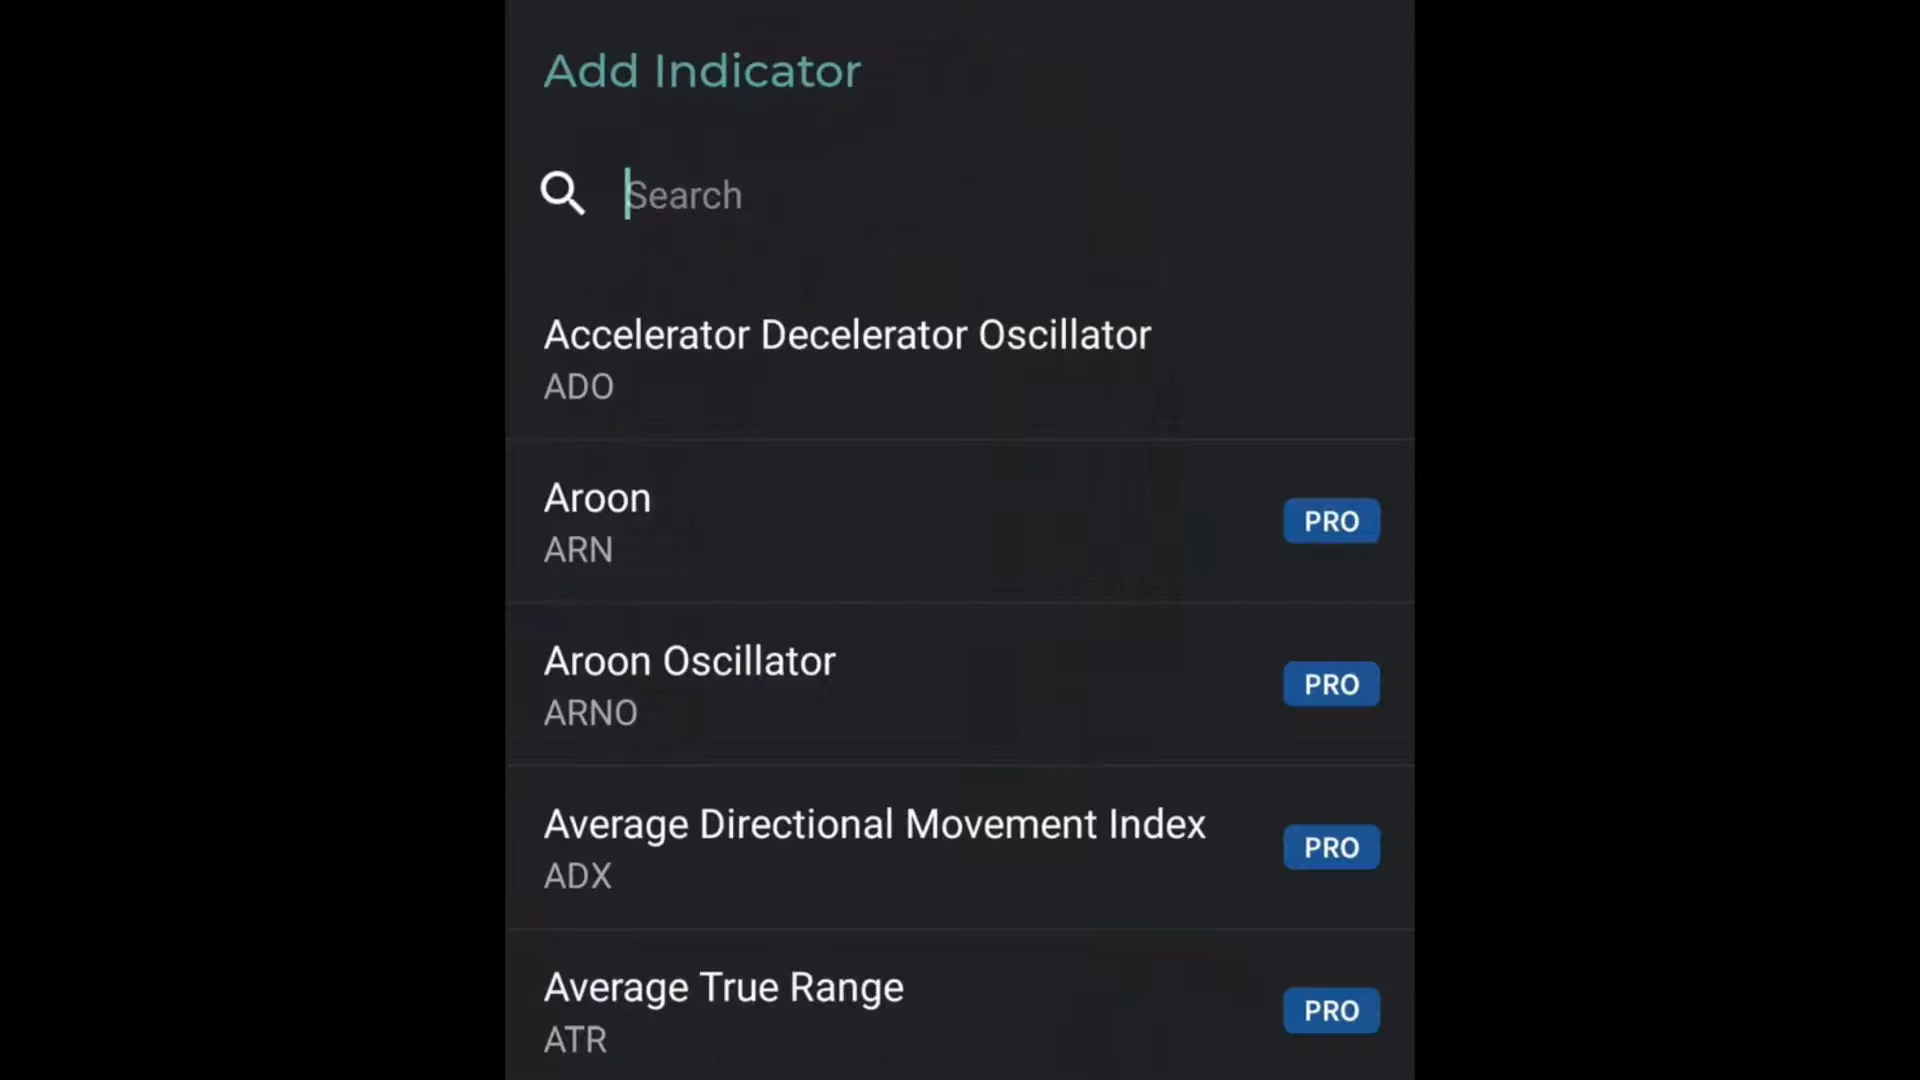 Add Indicator
Search
Accelerator Decelerator Oscillator
ADO
Aroon
ARN
PRO
Aroon Oscillator
ARNO
PRO
Average Directional Movement Index
ADX
PRO
Average True Range
ATR
PRO